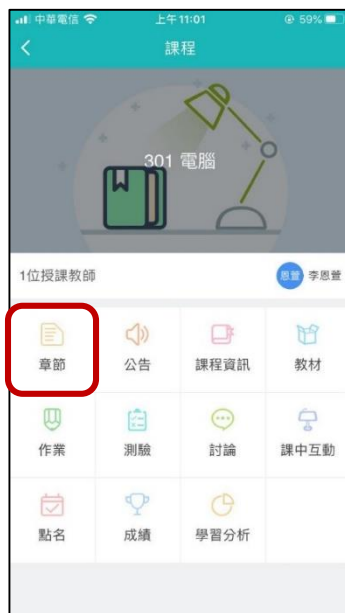 中華電信 上午11:01 59%
課程
301 電腦
1位授課教師 恩萱 李恩萱
章節 公告 課程資訊 教材
作業 測驗 討論 課中互動
點名 成績 學習分析